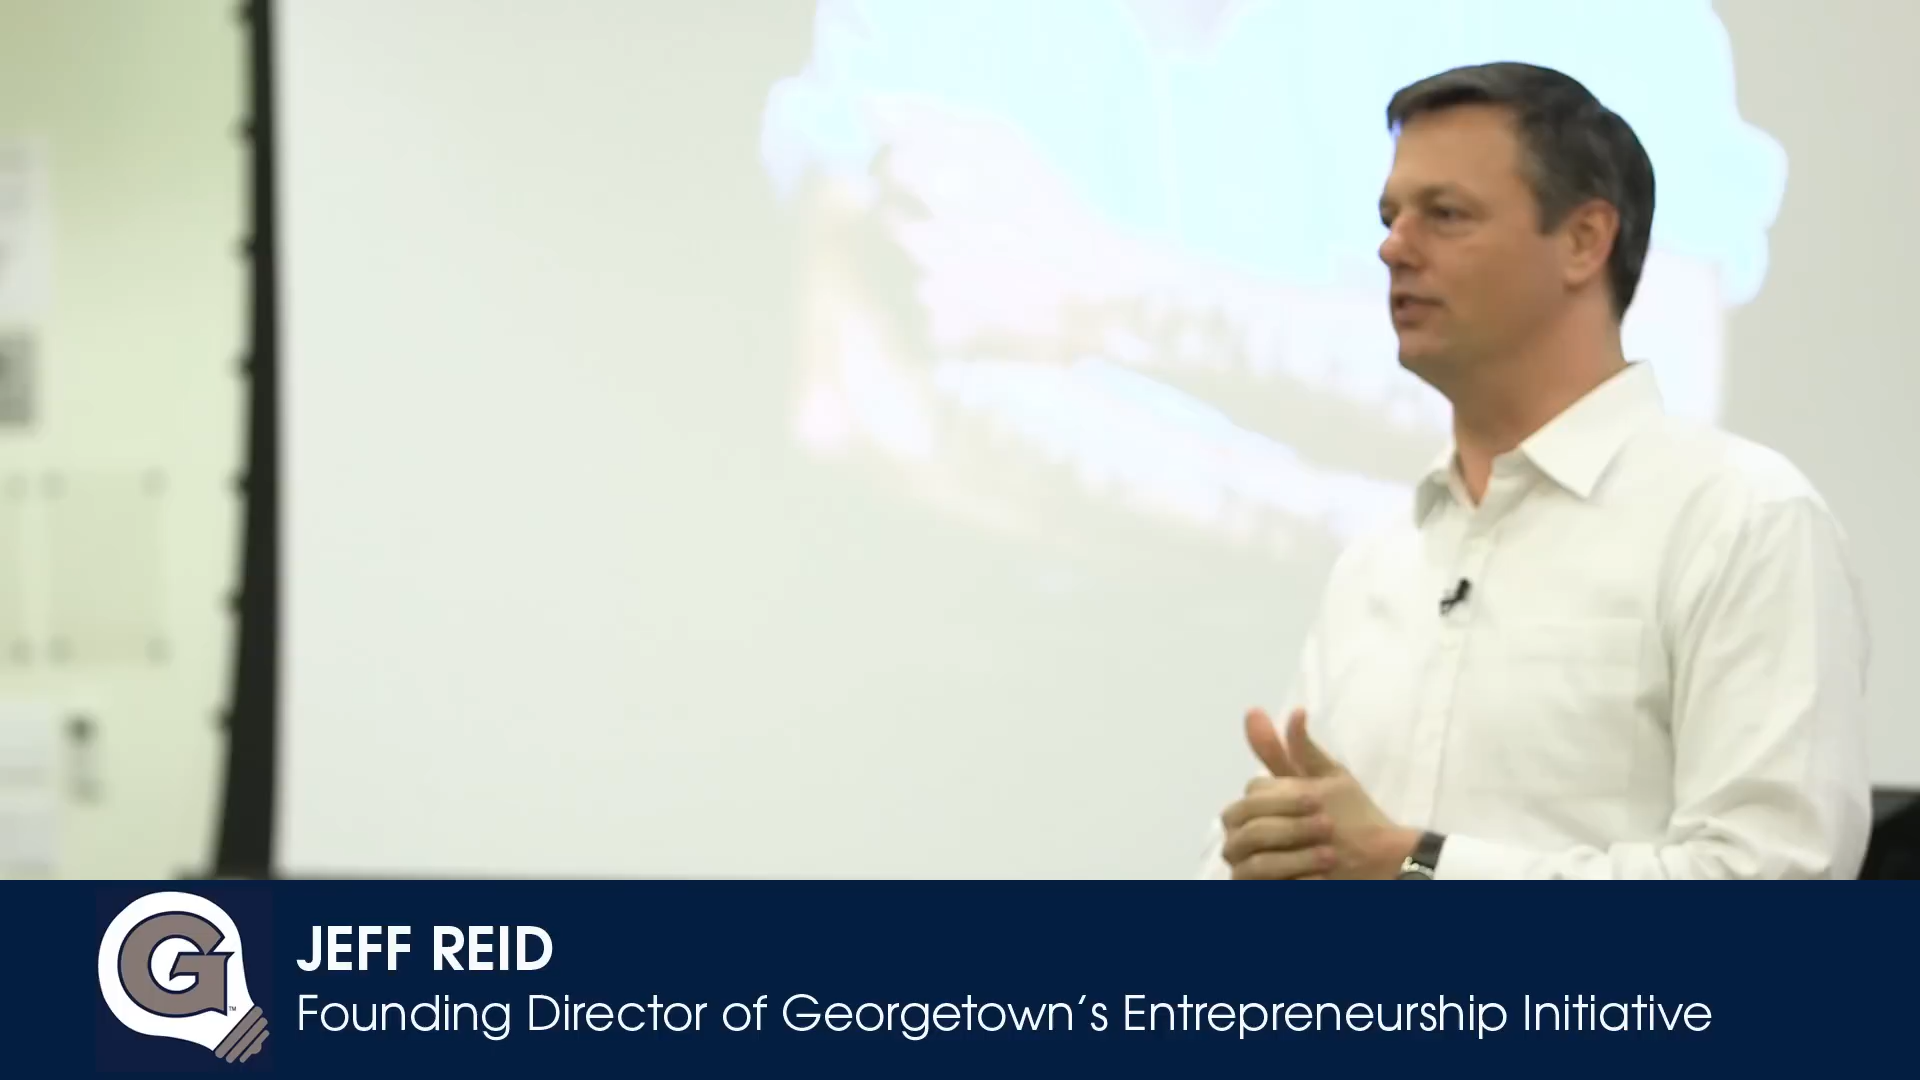 G
JEFF REID
Founding Director of Georgetown's Entrepreneurship Initiative